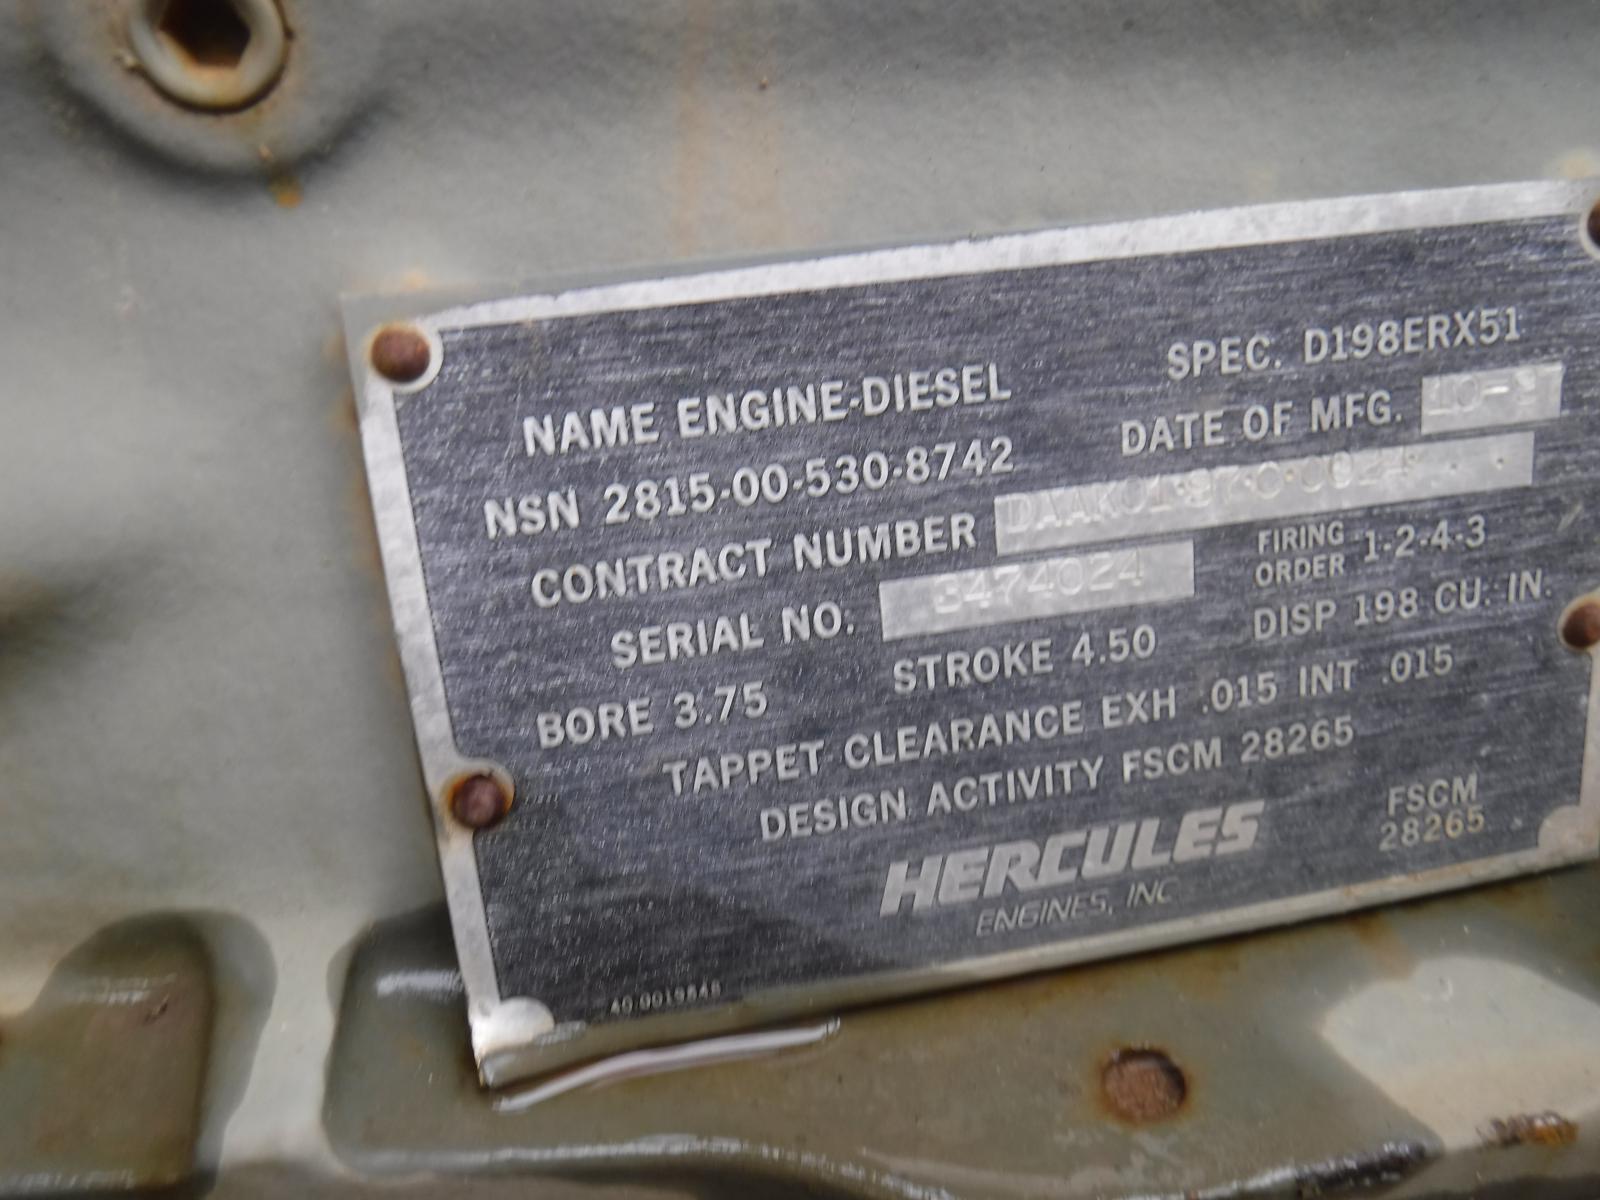 NAME ENGINE-DIESEL SPEC. D198ERX51
NSN 2815-00-530-8742 DATE OF MFG.
CONTRACT NUMBER
SERIAL NO. 3474024 FIRING ORDER 1-2-4-3
BORE 3.75 STROKE 4.50 DISP 198 CU. IN.
TAPPET CLEARANCE EXH .015 INT .015
DESIGN ACTIVITY FSCM 28265
HERCULES FSCM
ENGINES, INC 28265